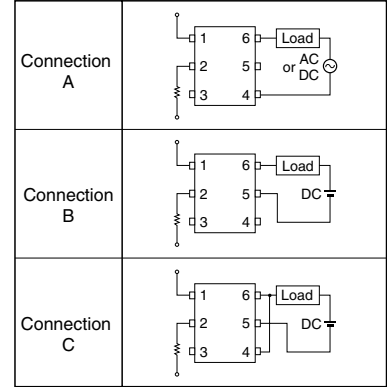 Connection
A
1 6 Load
2 5 or AC
DC
3 4
Connection
B
1 6 Load
2 5 DC
3 4
Connection
C
1 6 Load
2 5 DC
3 4